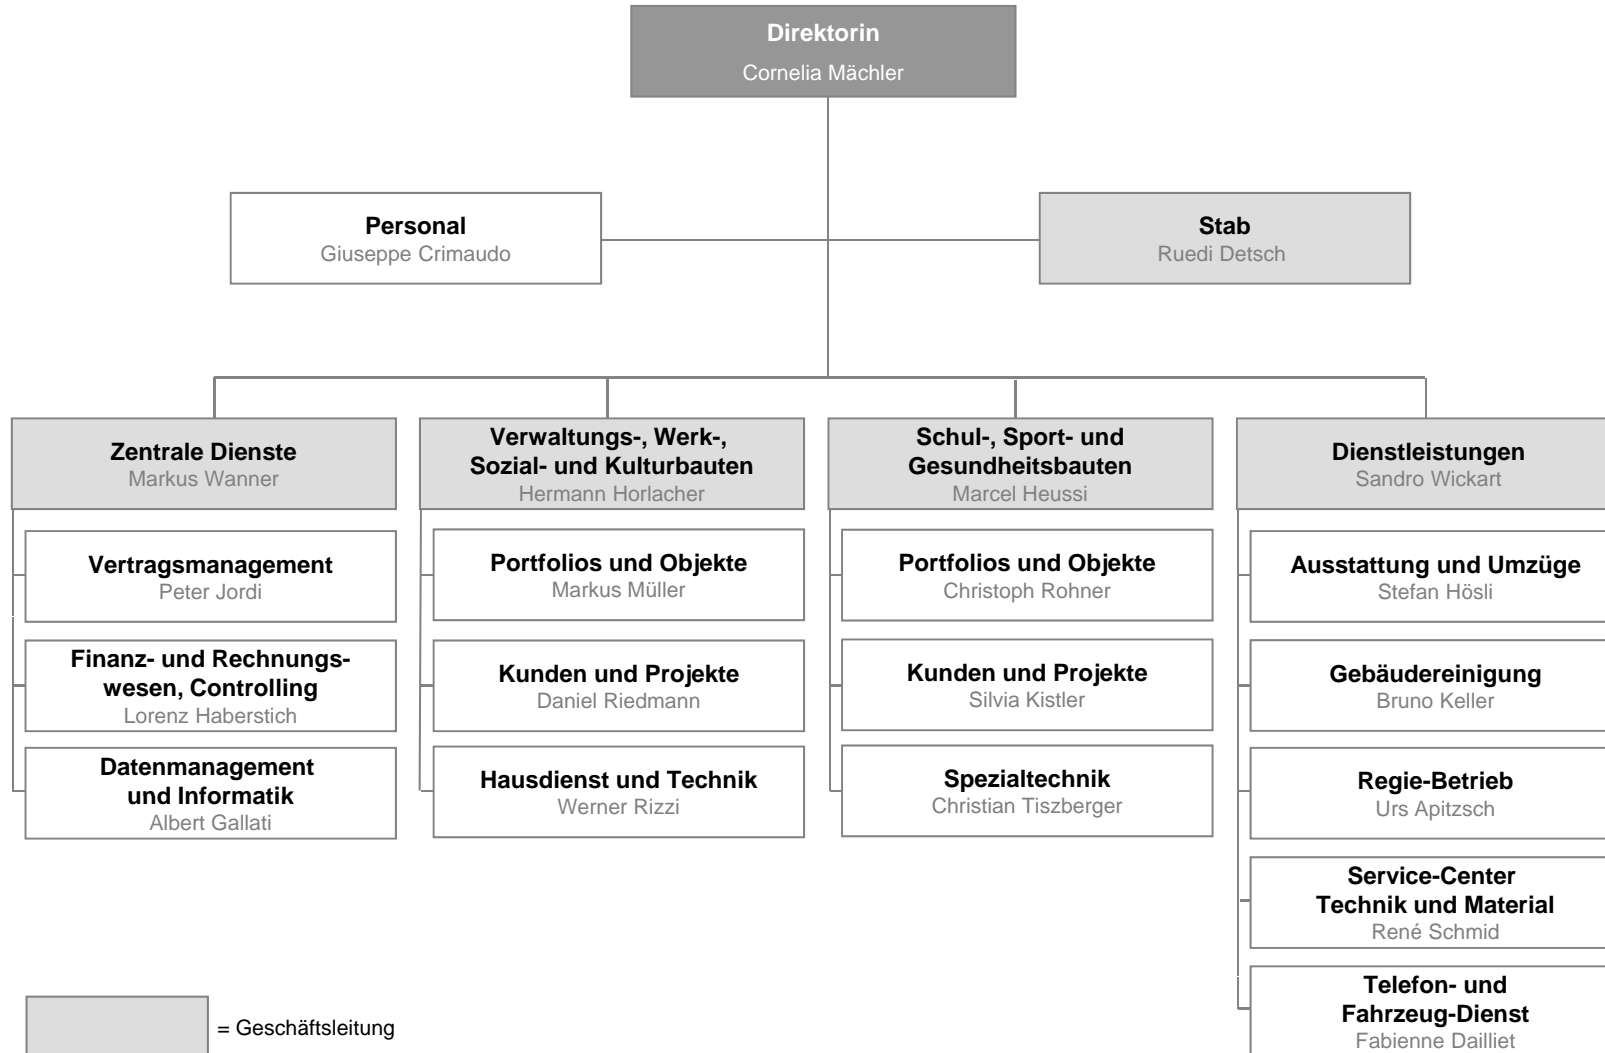 Direktorin
Cornelia Mächler
Personal
Giuseppe Crimaudo
Stab
Ruedi Detsch
Zentrale Dienste
Markus Wanner
Vertragsmanagement
Peter Jordi
Finanz- und Rechnungs-
wesen, Controlling
Lorenz Haberstich
Datenmanagement
und Informatik
Albert Gallati
Verwaltungs-, Werk-,
Sozial- und Kulturbauten
Hermann Horlacher
Portfolios und Objekte
Markus Müller
Kunden und Projekte
Daniel Riedmann
Hausdienst und Technik
Werner Rizzi
Schul-, Sport- und
Gesundheitsbauten
Marcel Heussi
Portfolios und Objekte
Christoph Rohner
Kunden und Projekte
Silvia Kistler
Spezialtechnik
Christian Tiszberger
Dienstleistungen
Sandro Wickart
Ausstattung und Umzüge
Stefan Hösli
Gebäudereinigung
Bruno Keller
Regie-Betrieb
Urs Apitzsch
Service-Center
Technik und Material
René Schmid
Telefon- und
Fahrzeug-Dienst
Fabienne Dailliet
= Geschäftsleitung